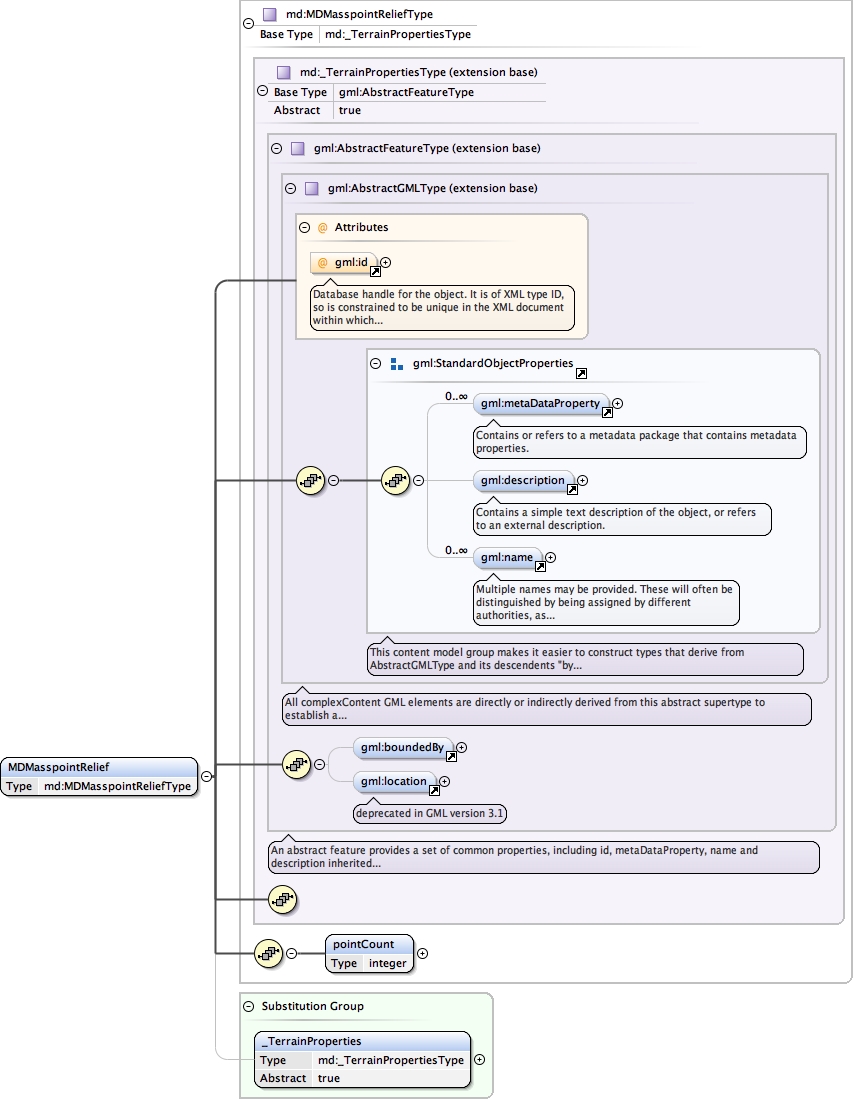 md:MDMasspointReliefType
Base Type md:_TerrainPropertiesType
md:_TerrainPropertiesType (extension base)
Base Type gml:AbstractFeatureType
Abstract true
gml:AbstractFeatureType (extension base)
gml:AbstractGMLType (extension base)
@ Attributes
@ gml:id
Database handle for the object. It is of XML type ID,
so is constrained to be unique in the XML document
within which...
gml:StandardObjectProperties
0..∞ gml:metaDataProperty
Contains or refers to a metadata package that contains metadata
properties.
gml:description
Contains a simple text description of the object, or refers
to an external description.
0..∞ gml:name
Multiple names may be provided. These will often be
distinguished by being assigned by different
authorities, as...
This content model group makes it easier to construct types that derive from
AbstractGMLType and its descendents "by...
All complexContent GML elements are directly or indirectly derived from this abstract supertype to
establish a...
gml:boundedBy
gml:location
deprecated in GML version 3.1
An abstract feature provides a set of common properties, including id, metaDataProperty, name and
description inherited...
MDMasspointRelief
Type md:MDMasspointReliefType
pointCount
Type integer
Substitution Group
_TerrainProperties
Type md:_TerrainPropertiesType
Abstract true